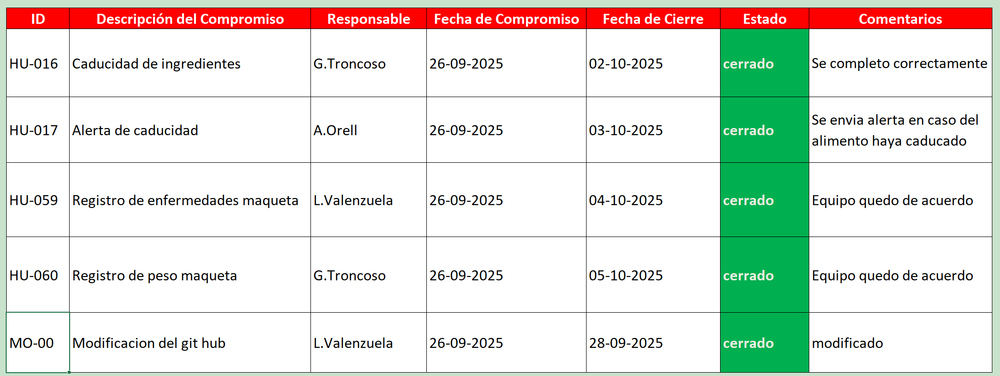 ID Descripción del Compromiso Responsable Fecha de Compromiso Fecha de Cierre Estado Comentarios
HU-016 Caducidad de ingredientes G.Troncoso 26-09-2025 02-10-2025 cerrado Se completo correctamente
HU-017 Alerta de caducidad A.Orell 26-09-2025 03-10-2025 cerrado Se envia alerta en caso del
alimento haya caducado
HU-059 Registro de enfermedades maqueta L.Valenzuela 26-09-2025 04-10-2025 cerrado Equipo quedo de acuerdo
HU-060 Registro de peso maqueta G.Troncoso 26-09-2025 05-10-2025 cerrado Equipo quedo de acuerdo
MO-00 Modificacion del git hub L.Valenzuela 26-09-2025 28-09-2025 cerrado modificado